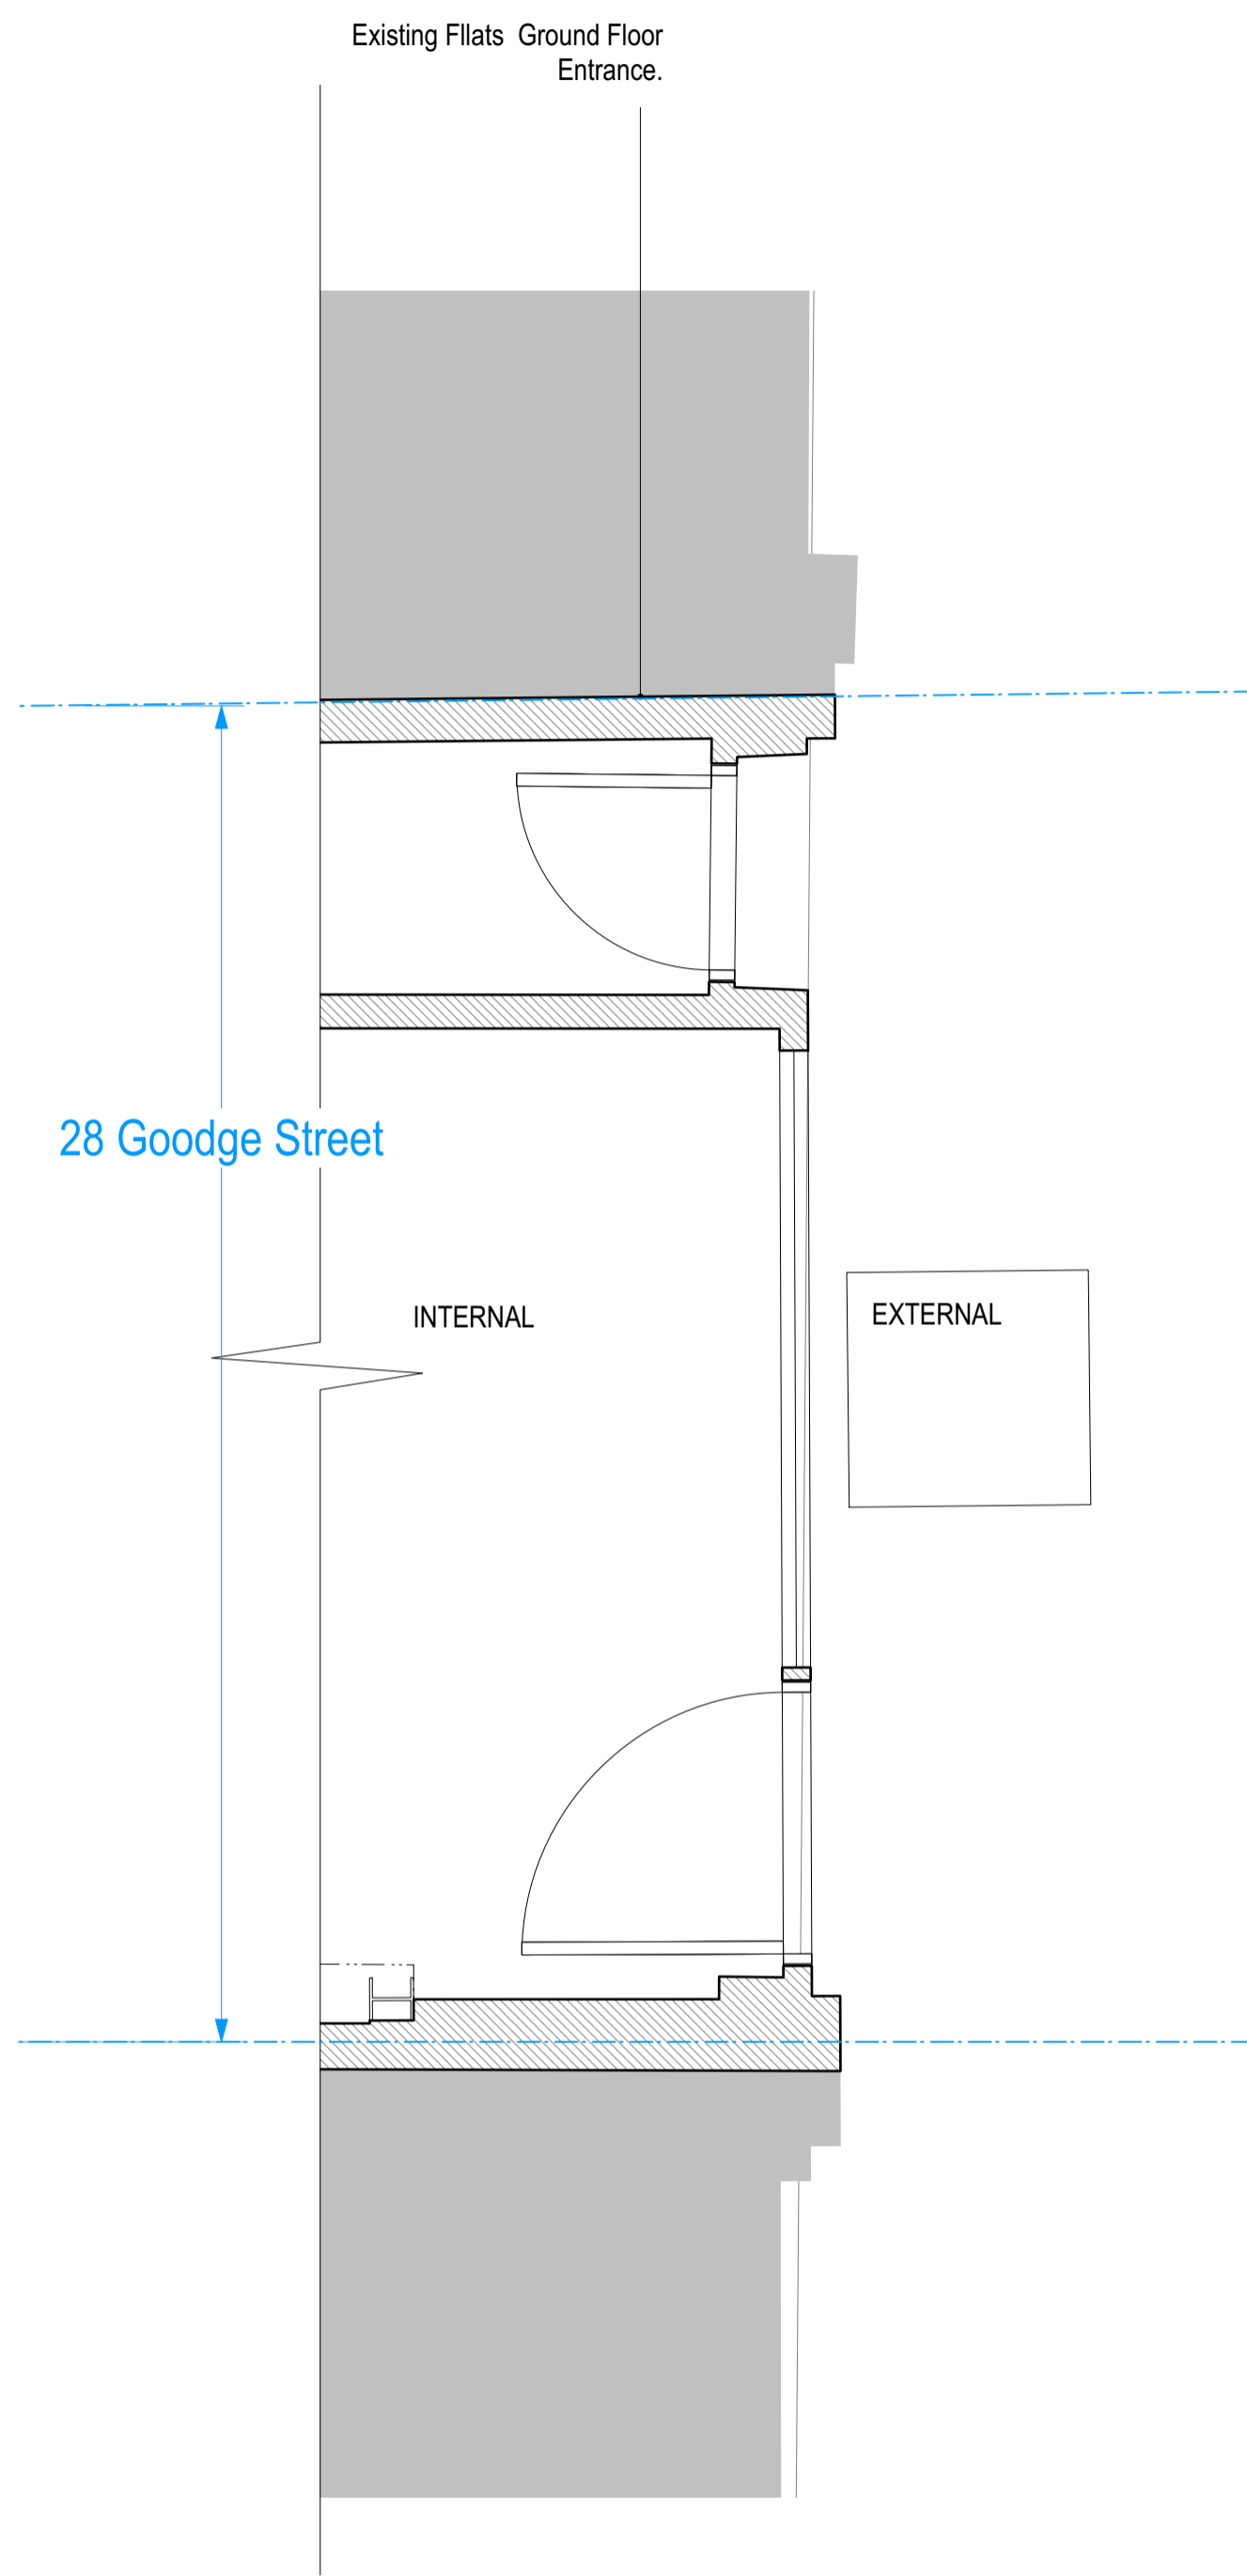 Existing Fllats  Ground Floor
Entrance.
28 Goodge Street
INTERNAL
EXTERNAL